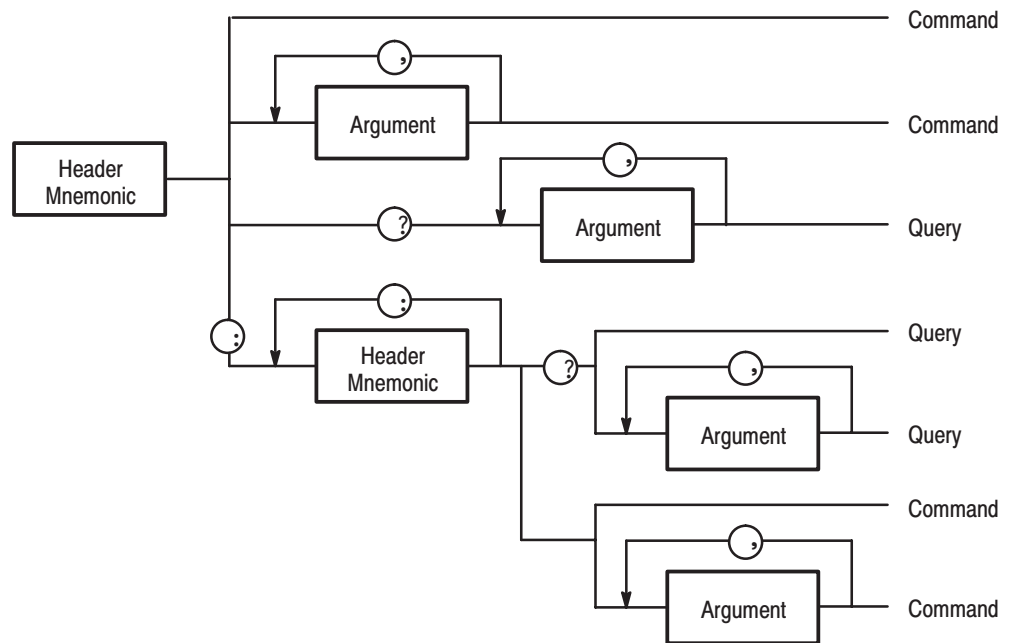 Command
,
Argument
Command
Header
Mnemonic
,
?
Argument
Query
:
:
Header
Mnemonic
?
Query
,
Argument
Query
Command
,
Argument
Command